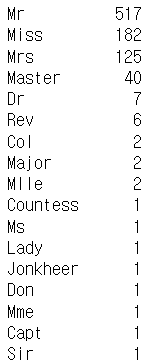 Mr 517
Miss 182
Mrs 125
Master 40
Dr 7
Rev 6
Col 2
Major 2
Mlle 2
Countess 1
Ms 1
Lady 1
Jonkheer 1
Don 1
Mme 1
Capt 1
Sir 1